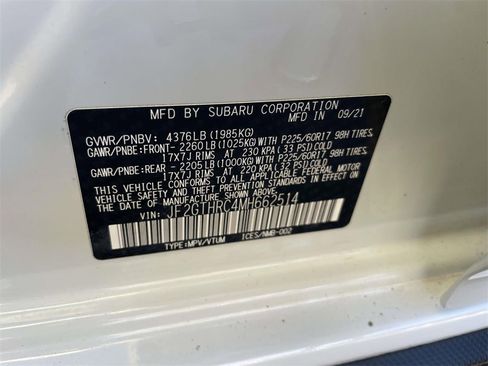 MFD BY SUBARU CORPORATION 09/21
GVWR/PNBV: 4376LB (1985KG)
GAWR/PNBE:FRONT- 2260LB (1025KG) WITH P225/60R17 98H TIRES,
17X7J RIMS AT 230 KPA (33 PSI) COLD
GAWR/PNBE:REAR - 2205LB (1000KG) WITH P225/60R17 98H TIRES,
17X7J RIMS AT 220 KPA (32 PSI) COLD
THIS VEHICLE CONFORMS TO ALL APPLICABLE FEDERAL MOTOR
VEHICLE SAFETY AND THEFT PREVENTION STANDARDS IN EFFECT
ON THE DATE OF MANUFACTURE SHOWN ABOVE.
VIN: JF2GTHRC4MH662514
TYPE:MPV/VTUM ICES/NMB-002